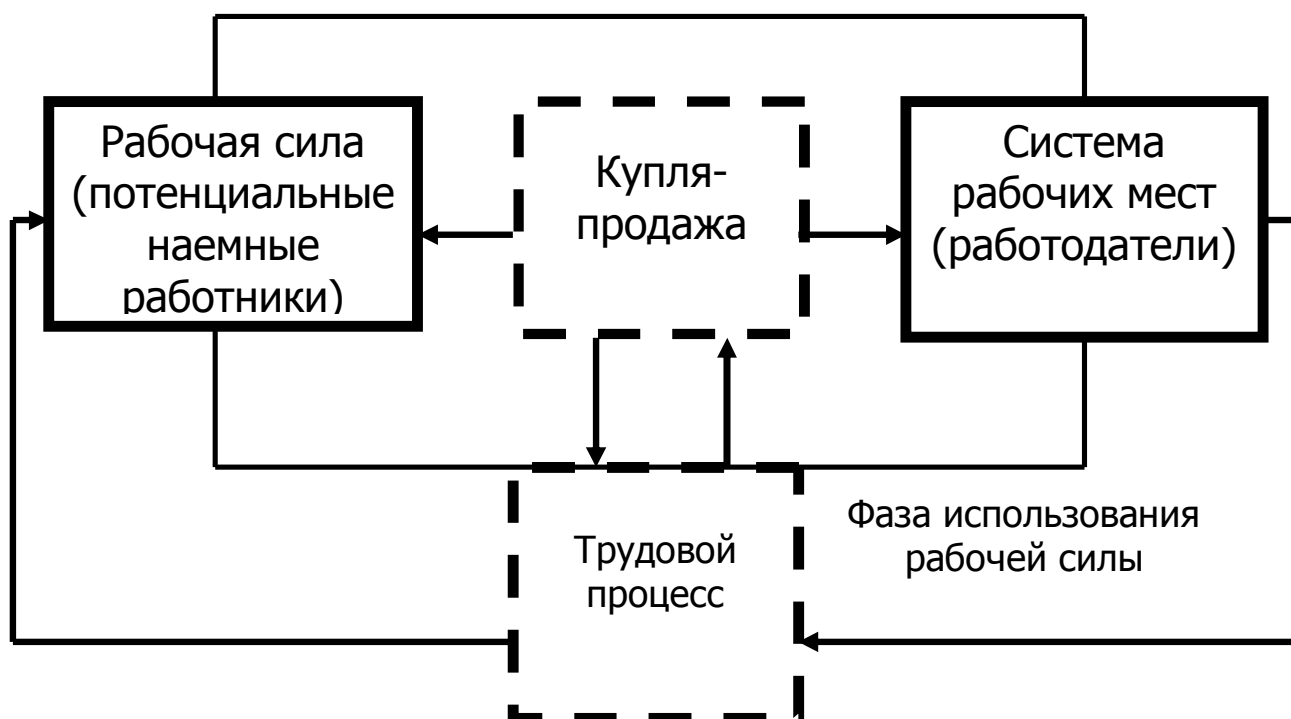 Рабочая сила
(потенциальные
наемные
работники)
Купля-
продажа
Система
рабочих мест
(работодатели)
Трудовой
процесс
Фаза использования
рабочей силы